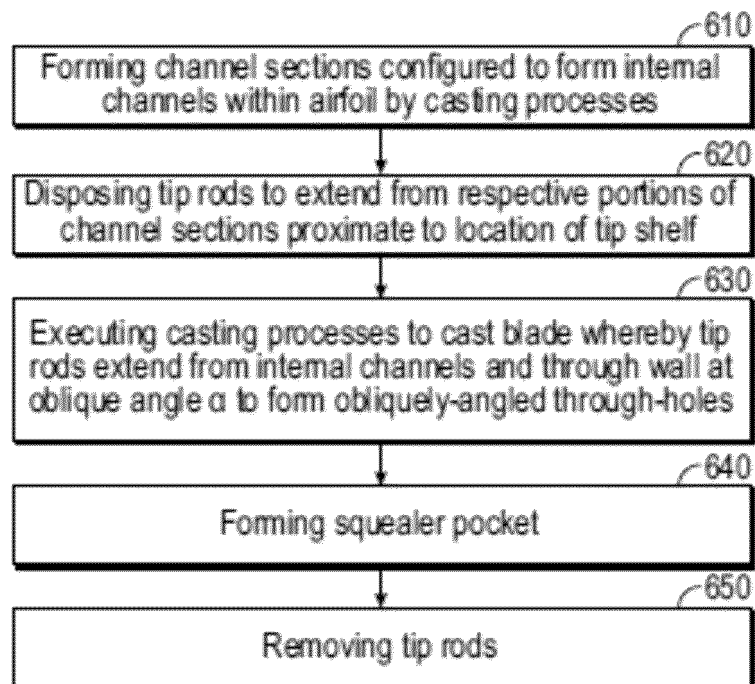 610
Forming channel sections configured to form internal
channels within airfoil by casting processes
620
Disposing tip rods to extend from respective portions of
channel sections proximate to location of tip shelf
630
Executing casting processes to cast blade whereby tip
rods extend from internal channels and through wall at
oblique angle α to form obliquely-angled through-holes
640
Forming squealer pocket
650
Removing tip rods